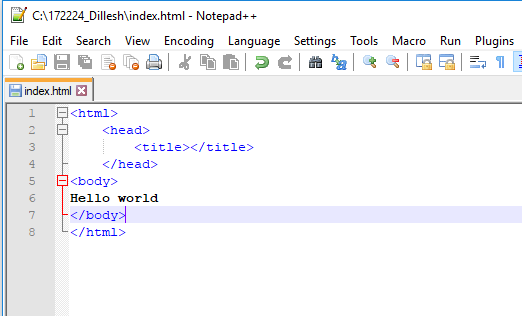 C:\172224_Dillesh\index.html - Notepad++
File Edit Search View Encoding Language Settings Tools Macro Run Plugins
index.html
1 <html>
2 <head>
3 <title></title>
4 </head>
5 <body>
6 Hello world
7 </body>
8 </html>